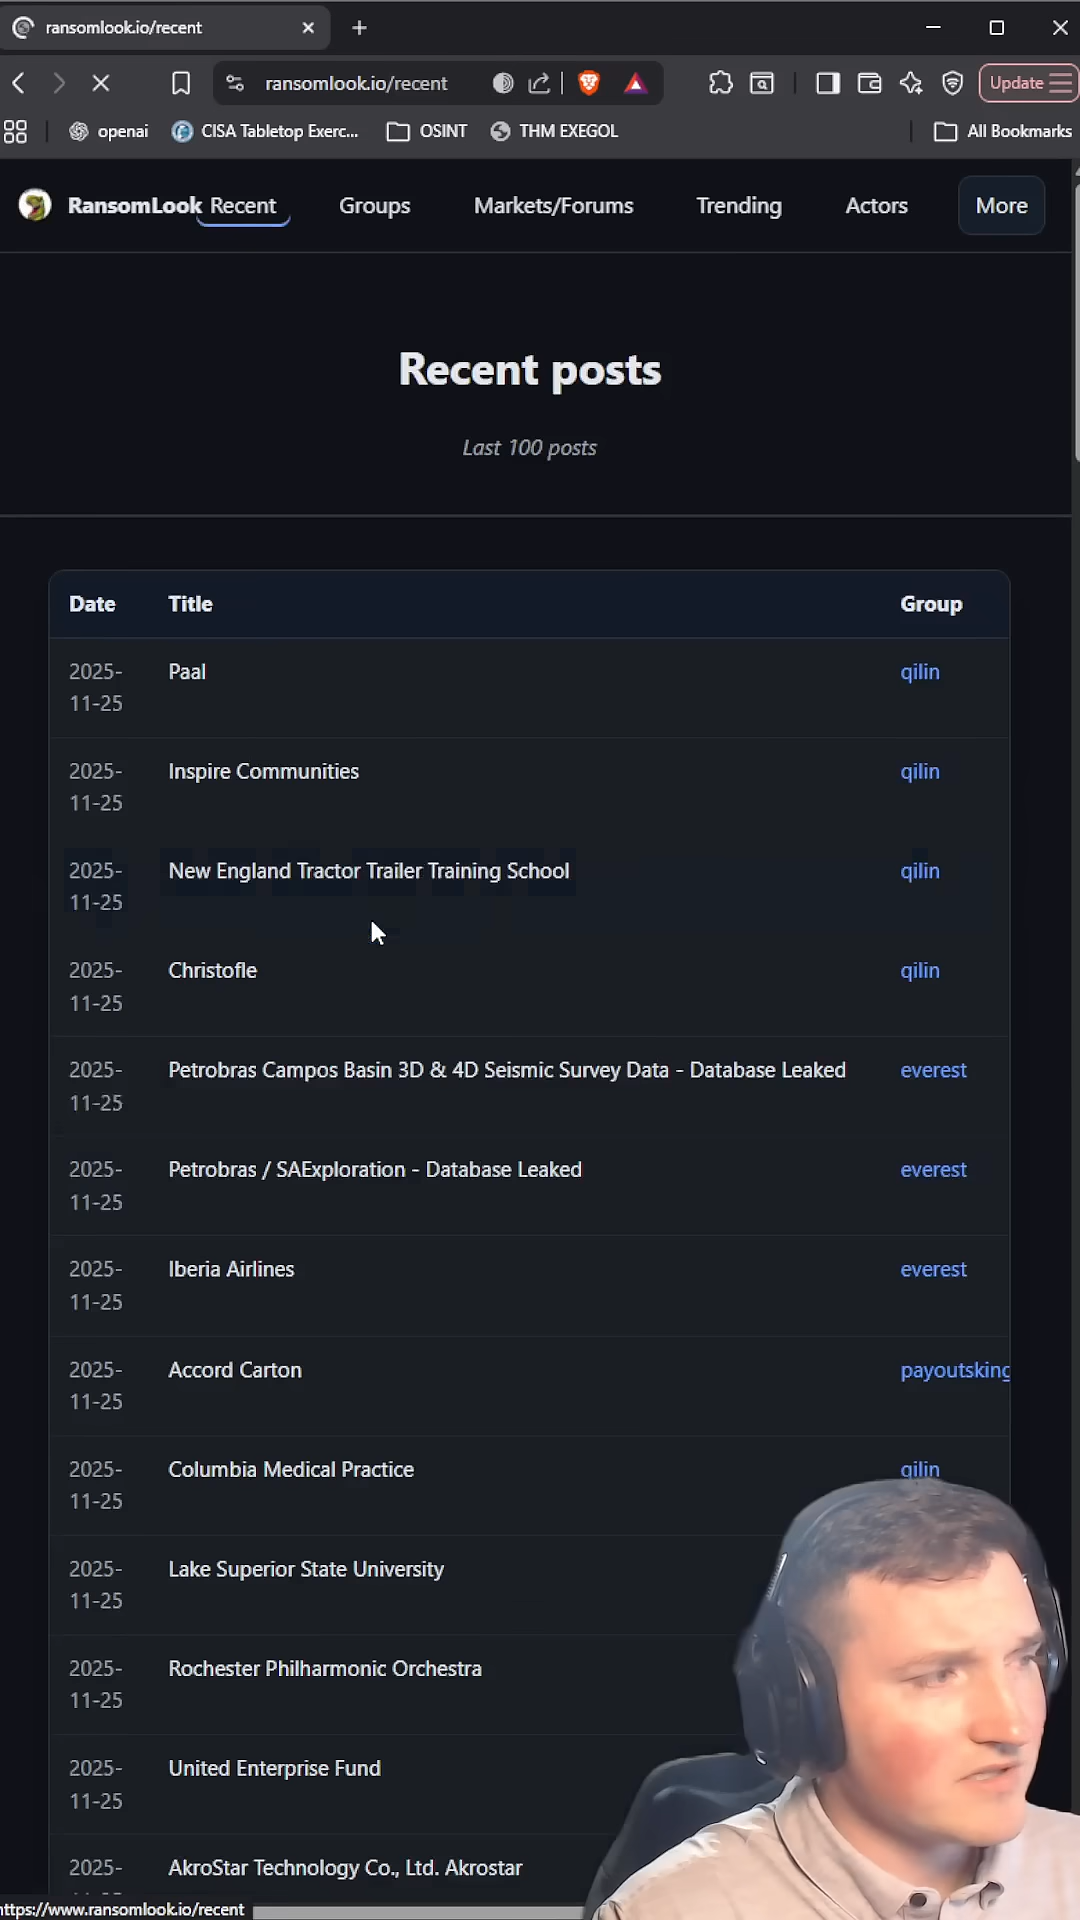 ransomlook.io/recent
ransomlook.io/recent
Update
openai
CISA Tabletop Exerc...
OSINT
THM EXEGOL
All Bookmarks
RansomLook
Recent
Groups
Markets/Forums
Trending
Actors
More
Recent posts
Last 100 posts
Date Title Group
2025-
11-25
Paal
qilin
2025-
11-25
Inspire Communities
qilin
2025-
11-25
New England Tractor Trailer Training School
qilin
2025-
11-25
Christofle
qilin
2025-
11-25
Petrobras Campos Basin 3D & 4D Seismic Survey Data - Database Leaked
everest
2025-
11-25
Petrobras / SAExploration - Database Leaked
everest
2025-
11-25
Iberia Airlines
everest
2025-
11-25
Accord Carton
payoutsking
2025-
11-25
Columbia Medical Practice
qilin
2025-
11-25
Lake Superior State University
2025-
11-25
Rochester Philharmonic Orchestra
2025-
11-25
United Enterprise Fund
2025-
AkroStar Technology Co., Ltd. Akrostar
https://www.ransomlook.io/recent